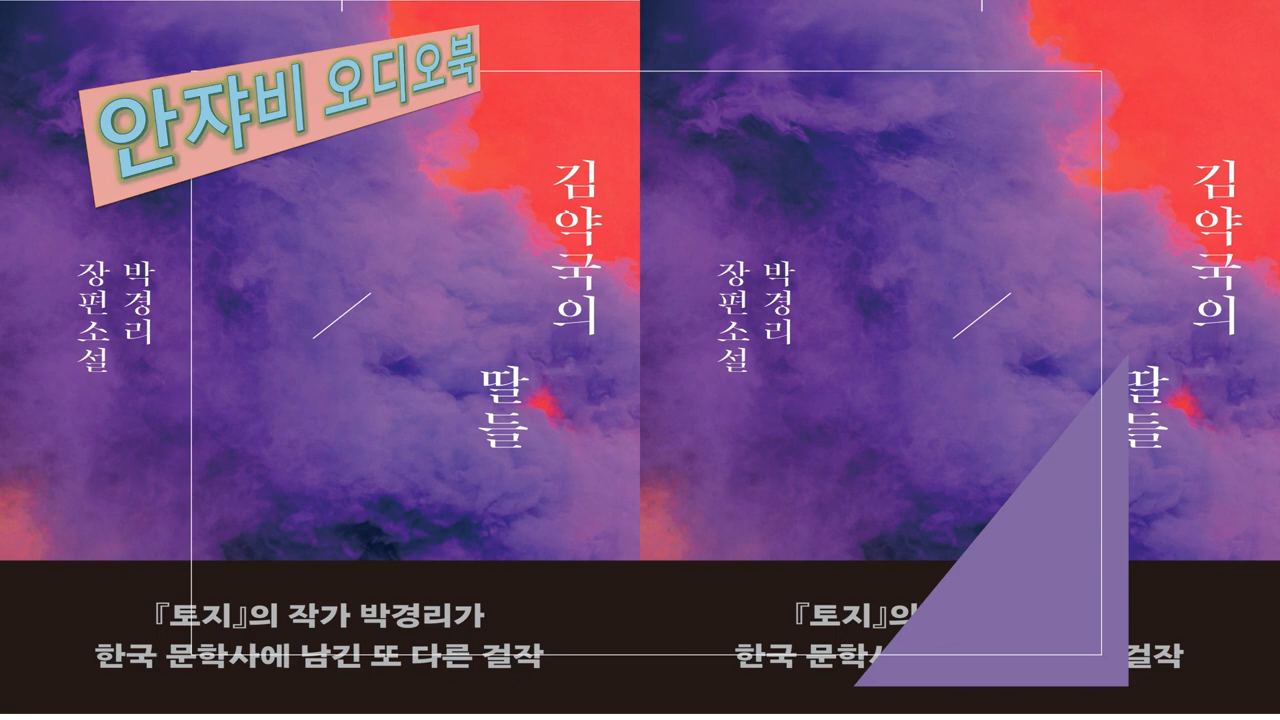 안쟈비 오디오북
김약국의
딸들
박경리
장편소설
『토지』의 작가 박경리가
한국 문학사에 남긴 또 다른 걸작
김약국의
딸들
박경리
장편소설
『토지』의
한국 문학사 걸작